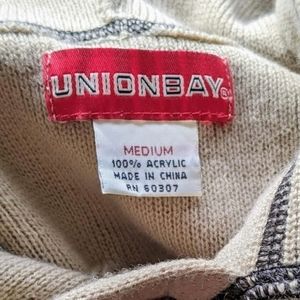 UNIONBAY®
MEDIUM
100% ACRYLIC
MADE IN CHINA
RN 60307